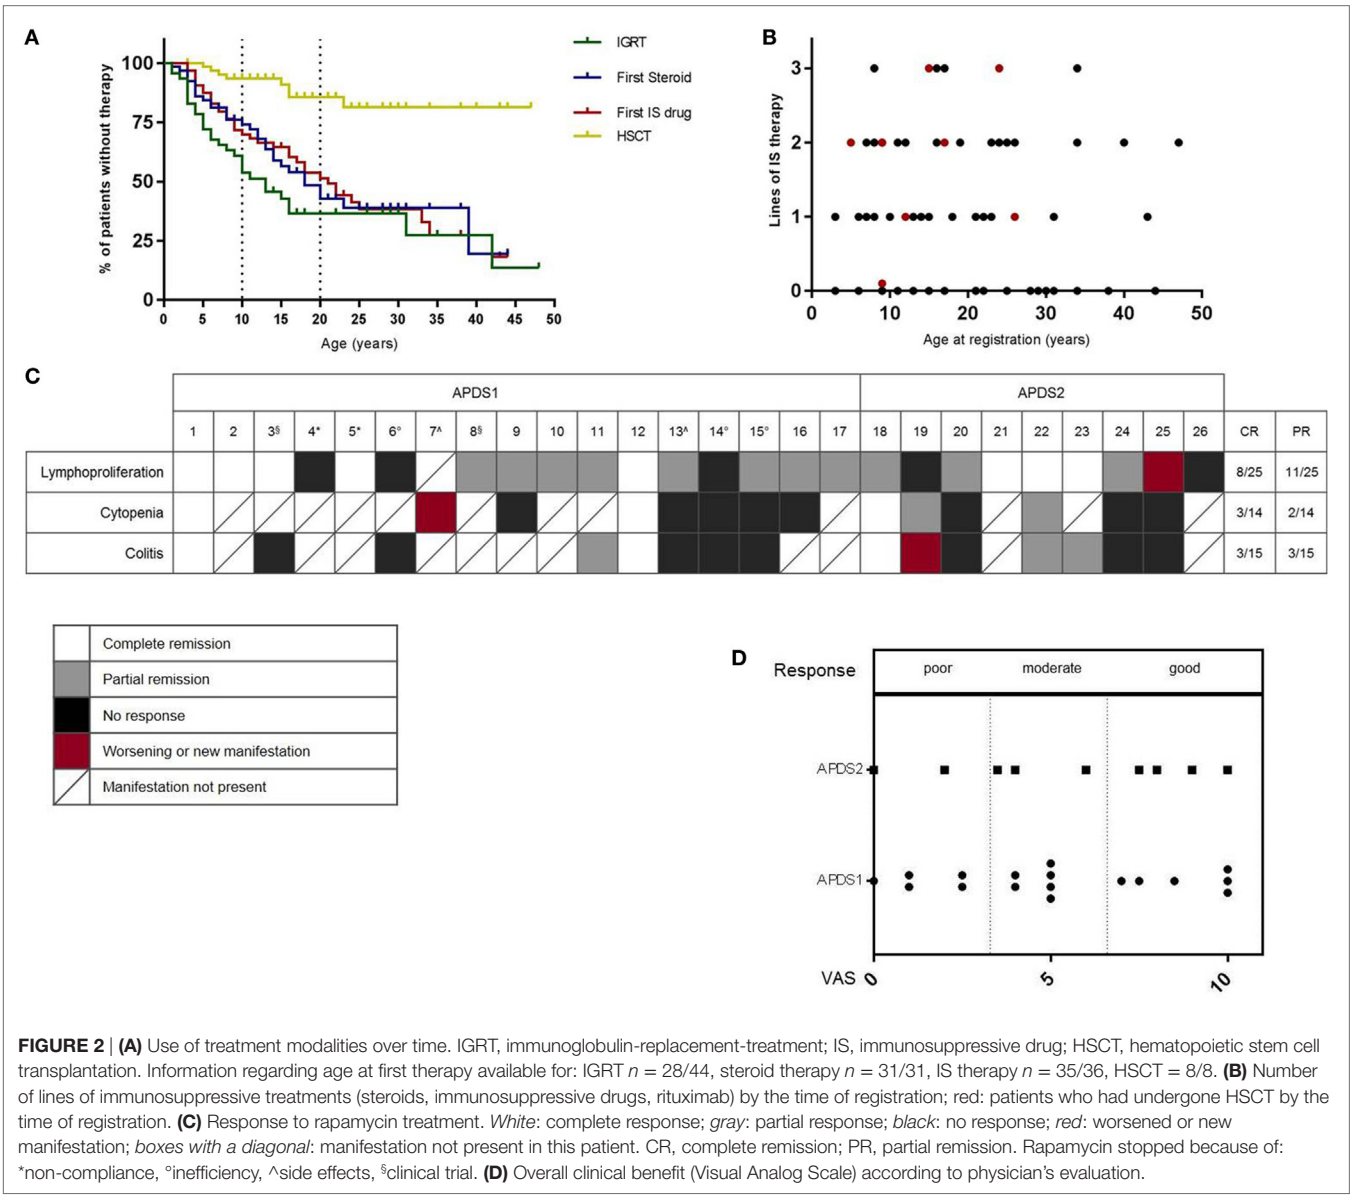 A
% of patients without therapy
100
75
50
25
0
0 5 10 15 20 25 30 35 40 45 50
Age (years)
IGRT
First Steroid
First IS drug
HSCT
B
Lines of IS therapy
3
2
1
0
0 10 20 30 40 50
Age at registration (years)
C
APDS1 APDS2
1 2 3§ 4* 5* 6° 7^ 8§ 9 10 11 12 13^ 14° 15° 16 17 18 19 20 21 22 23 24 25 26 CR PR
Lymphoproliferation 8/25 11/25
Cytopenia 3/14 2/14
Colitis 3/15 3/15
Complete remission
Partial remission
No response
Worsening or new manifestation
Manifestation not present
D
Response poor moderate good
APDS2
APDS1
VAS 0 5 10
FIGURE 2 | (A) Use of treatment modalities over time. IGRT, immunoglobulin-replacement-treatment; IS, immunosuppressive drug; HSCT, hematopoietic stem cell
transplantation. Information regarding age at first therapy available for: IGRT n = 28/44, steroid therapy n = 31/31, IS therapy n = 35/36, HSCT = 8/8. (B) Number
of lines of immunosuppressive treatments (steroids, immunosuppressive drugs, rituximab) by the time of registration; red: patients who had undergone HSCT by the
time of registration. (C) Response to rapamycin treatment. White: complete response; gray: partial response; black: no response; red: worsened or new
manifestation; boxes with a diagonal: manifestation not present in this patient. CR, complete remission; PR, partial remission. Rapamycin stopped because of:
*non-compliance, °inefficiency, ^side effects, §clinical trial. (D) Overall clinical benefit (Visual Analog Scale) according to physician's evaluation.